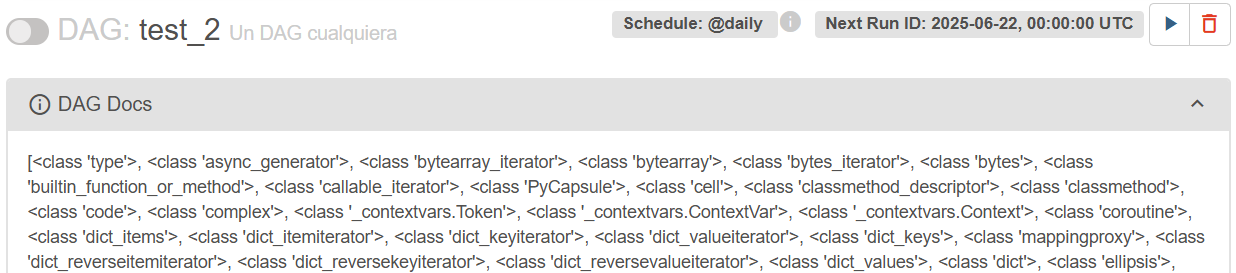 DAG: test_2 Un DAG cualquiera Schedule: @daily Next Run ID: 2025-06-22, 00:00:00 UTC
DAG Docs
[<class 'type'>, <class 'async_generator'>, <class 'bytearray_iterator'>, <class 'bytearray'>, <class 'bytes_iterator'>, <class 'bytes'>, <class
'builtin_function_or_method'>, <class 'callable_iterator'>, <class 'PyCapsule'>, <class 'cell'>, <class 'classmethod_descriptor'>, <class 'classmethod'>,
<class 'code'>, <class 'complex'>, <class '_contextvars.Token'>, <class '_contextvars.ContextVar'>, <class '_contextvars.Context'>, <class 'coroutine'>,
<class 'dict_items'>, <class 'dict_itemiterator'>, <class 'dict_keyiterator'>, <class 'dict_valueiterator'>, <class 'dict_keys'>, <class 'mappingproxy'>, <class
'dict_reverseitemiterator'>, <class 'dict_reversekeyiterator'>, <class 'dict_reversevalueiterator'>, <class 'dict_values'>, <class 'dict'>, <class 'ellipsis'>,